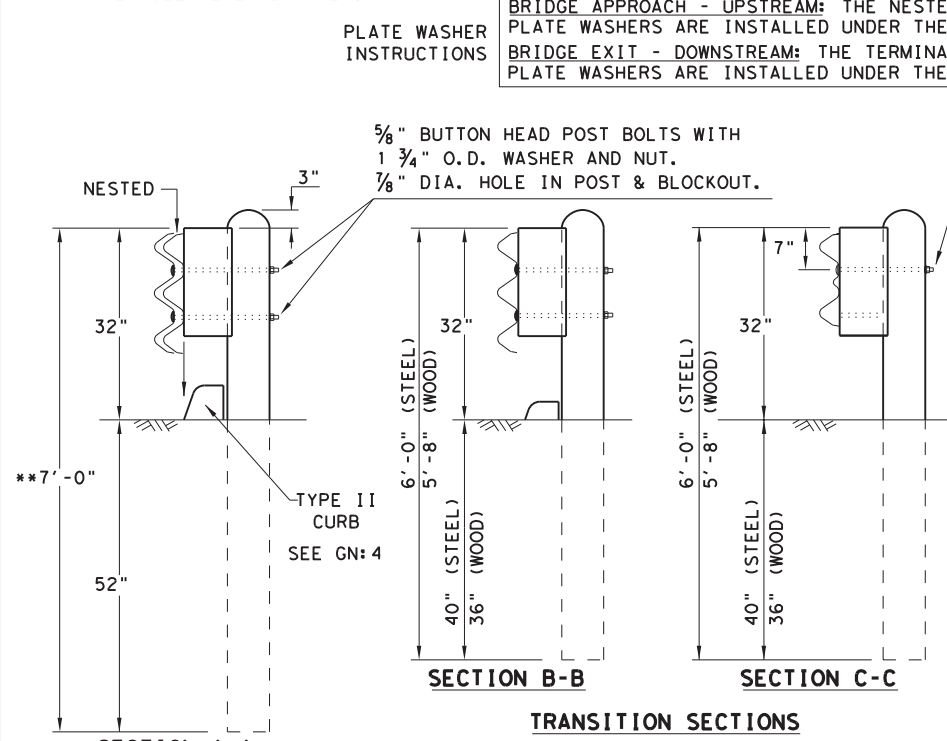 PLATE WASHER
INSTRUCTIONS
BRIDGE APPROACH - UPSTREAM: THE NESTE
PLATE WASHERS ARE INSTALLED UNDER THE
BRIDGE EXIT - DOWNSTREAM: THE TERMINA
PLATE WASHERS ARE INSTALLED UNDER THE
⅝" BUTTON HEAD POST BOLTS WITH
1 ¾" O.D. WASHER AND NUT.
⅞" DIA. HOLE IN POST & BLOCKOUT.
NESTED
3"
32"
**7'-0"
52"
TYPE II
CURB
SEE GN:4
32"
6'-0" (STEEL)
5'-8" (WOOD)
40" (STEEL)
36" (WOOD)
SECTION B-B
7"
32"
6'-0" (STEEL)
5'-8" (WOOD)
40" (STEEL)
36" (WOOD)
SECTION C-C
TRANSITION SECTIONS